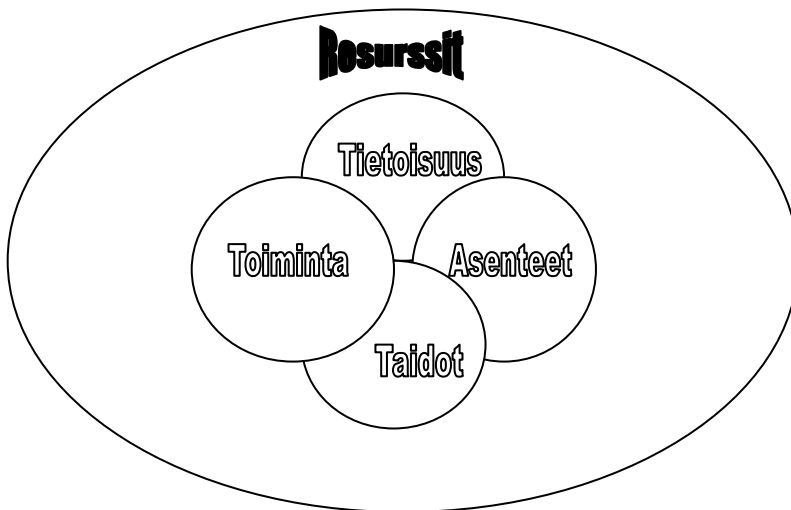 Resurssit
Tietoisuus
Toiminta
Asenteet
Taidot